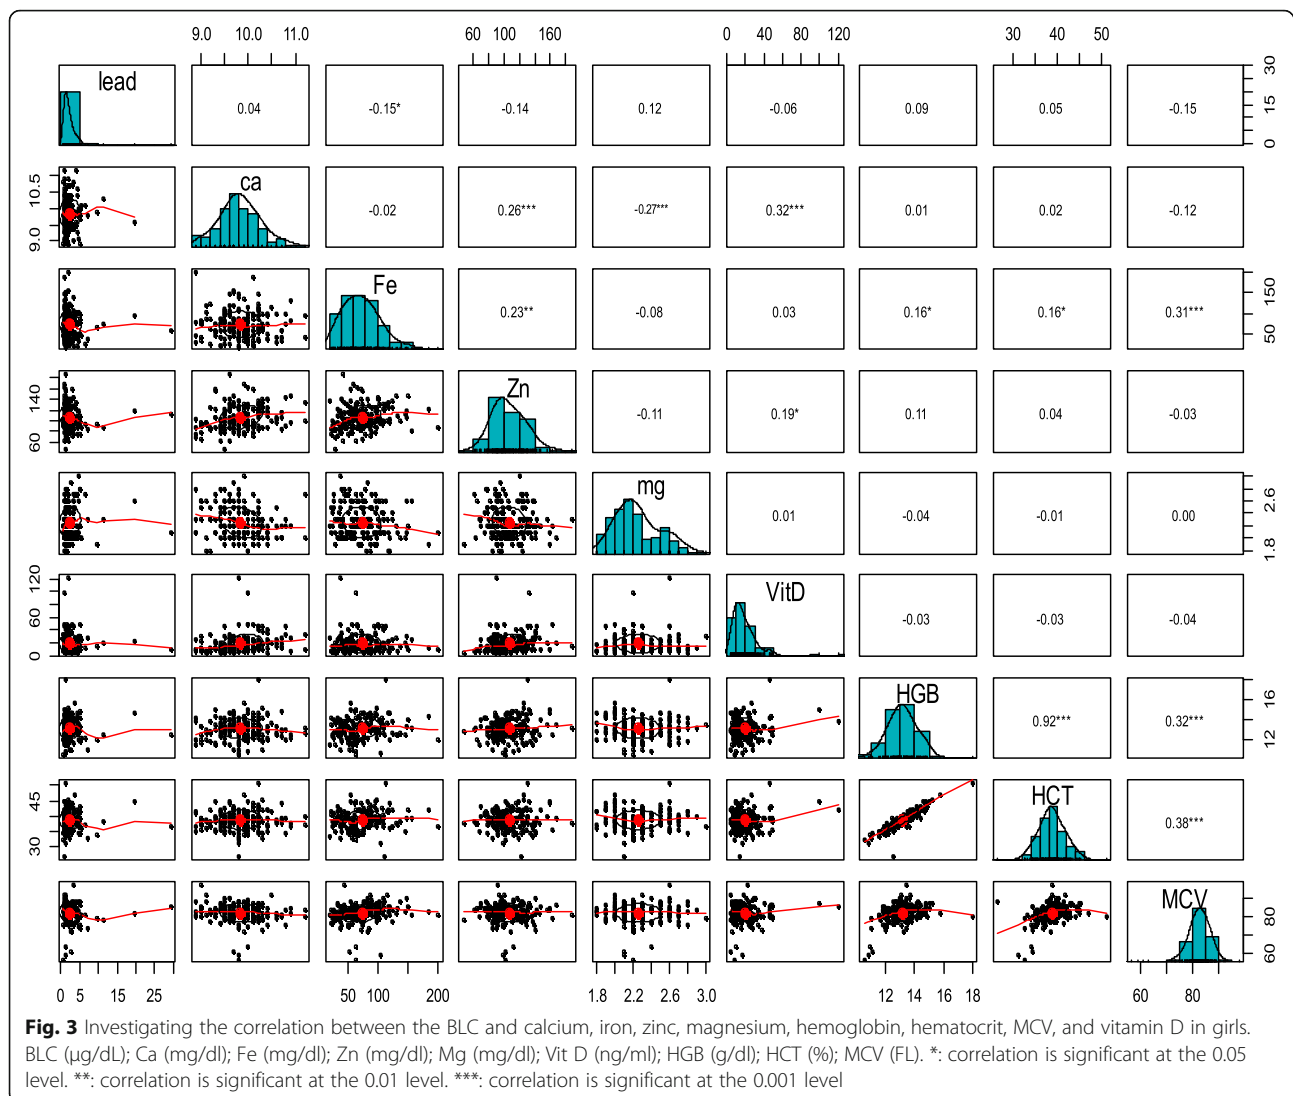 9.0 10.0 11.0 60 100 160 0 40 80 120 30 40 50
lead 0.04 -0.15* -0.14 0.12 -0.06 0.09 0.05 -0.15 0 15 30
9.0 10.5 ca -0.02 0.26*** -0.27*** 0.32*** 0.01 0.02 -0.12
Fe 0.23** -0.08 0.03 0.16* 0.16* 0.31*** 50 150
60 140 Zn -0.11 0.19* 0.11 0.04 -0.03
mg 0.01 -0.04 -0.01 0.00 1.8 2.6
0 60 120 VitD -0.03 -0.03 -0.04
HGB 0.92*** 0.32*** 12 16
30 45 HCT 0.38***
MCV 60 80
0 5 15 25 50 100 200 1.8 2.2 2.6 3.0 12 14 16 18 60 80
Fig. 3 Investigating the correlation between the BLC and calcium, iron, zinc, magnesium, hemoglobin, hematocrit, MCV, and vitamin D in girls.
BLC (μg/dL); Ca (mg/dl); Fe (mg/dl); Zn (mg/dl); Mg (mg/dl); Vit D (ng/ml); HGB (g/dl); HCT (%); MCV (FL). *: correlation is significant at the 0.05
level. **: correlation is significant at the 0.01 level. ***: correlation is significant at the 0.001 level